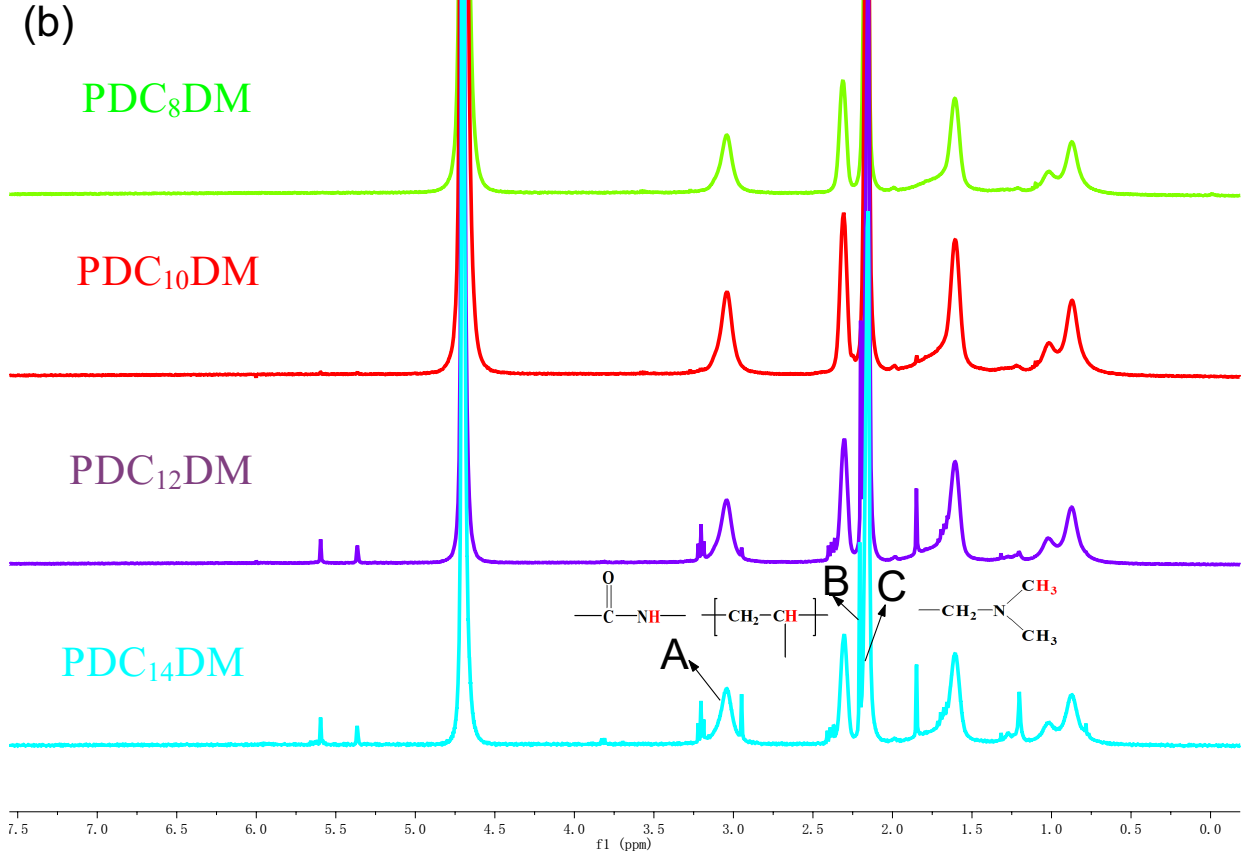 (b)
PDC₈DM
PDC₁₀DM
PDC₁₂DM
B C
O
C NH CH₂ CH CH₂ N CH₃ CH₃
A
PDC₁₄DM
7.5 7.0 6.5 6.0 5.5 5.0 4.5 4.0 3.5 3.0 2.5 2.0 1.5 1.0 0.5 0.0
f1 (ppm)